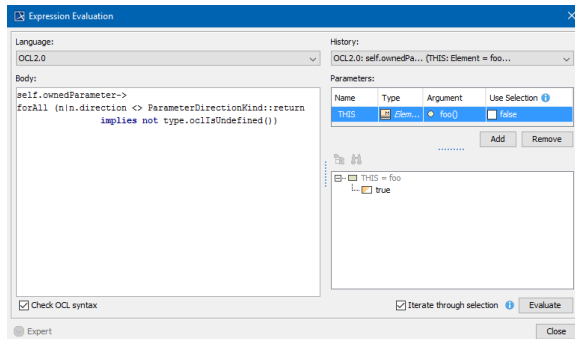 Expression Evaluation
Language:
OCL2.0
Body:
self.ownedParameter->
forAll (n|n.direction <> ParameterDirectionKind::return
implies not type.oclIsUndefined())
Check OCL syntax
Expert
History:
OCL2.0: self.ownedPa... (THIS: Element = foo...
Parameters:
Name Type Argument Use Selection
THIS Elem... foo() false
Add Remove
THIS = foo
true
Iterate through selection Evaluate
Close